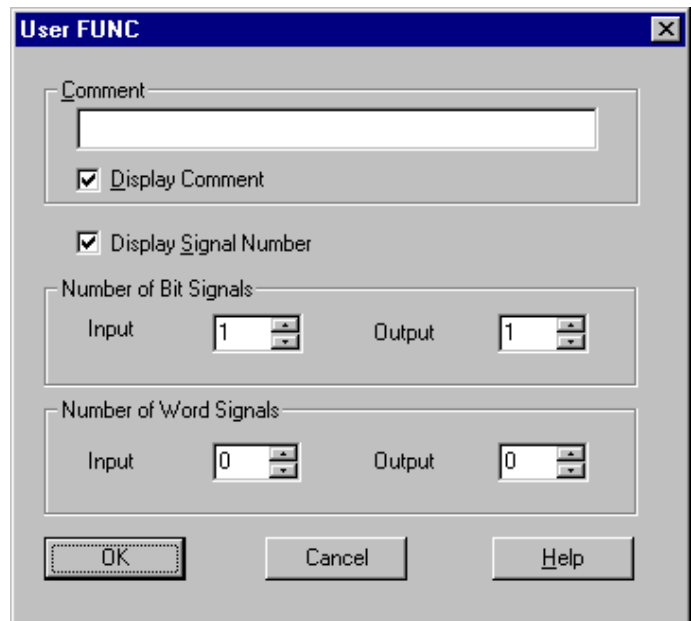 User FUNC
Comment
Display Comment
Display Signal Number
Number of Bit Signals
Input 1 Output 1
Number of Word Signals
Input 0 Output 0
OK Cancel Help